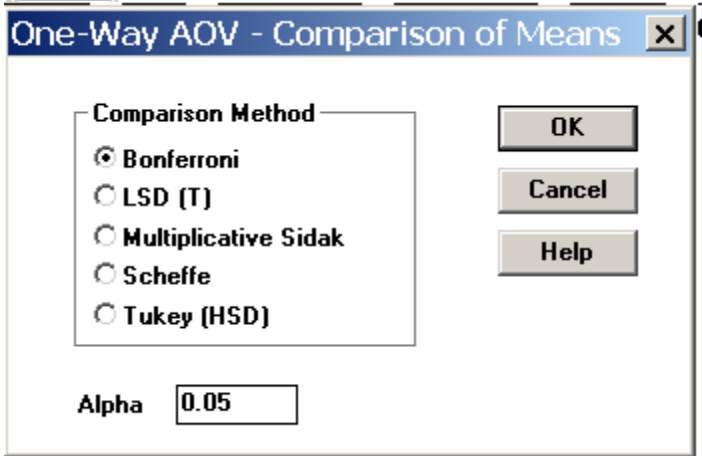 One-Way AOV - Comparison of Means
Comparison Method
Bonferroni
LSD (T)
Multiplicative Sidak
Scheffe
Tukey (HSD)
OK
Cancel
Help
Alpha 0.05